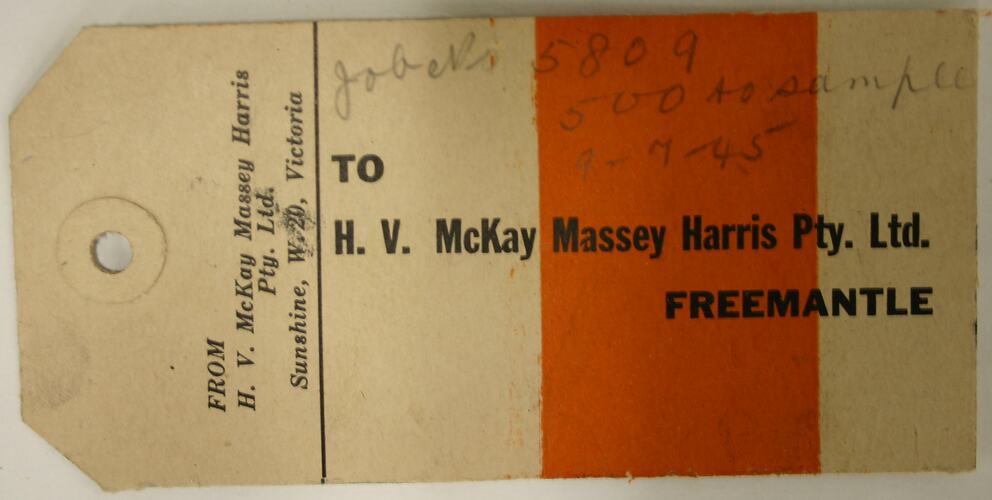 FROM
H. V. McKay Massey Harris
Pty. Ltd.
Sunshine, W. 20, Victoria
Job No 5809
500 to sample
9-7-45
TO
H. V. McKay Massey Harris Pty. Ltd.
FREEMANTLE